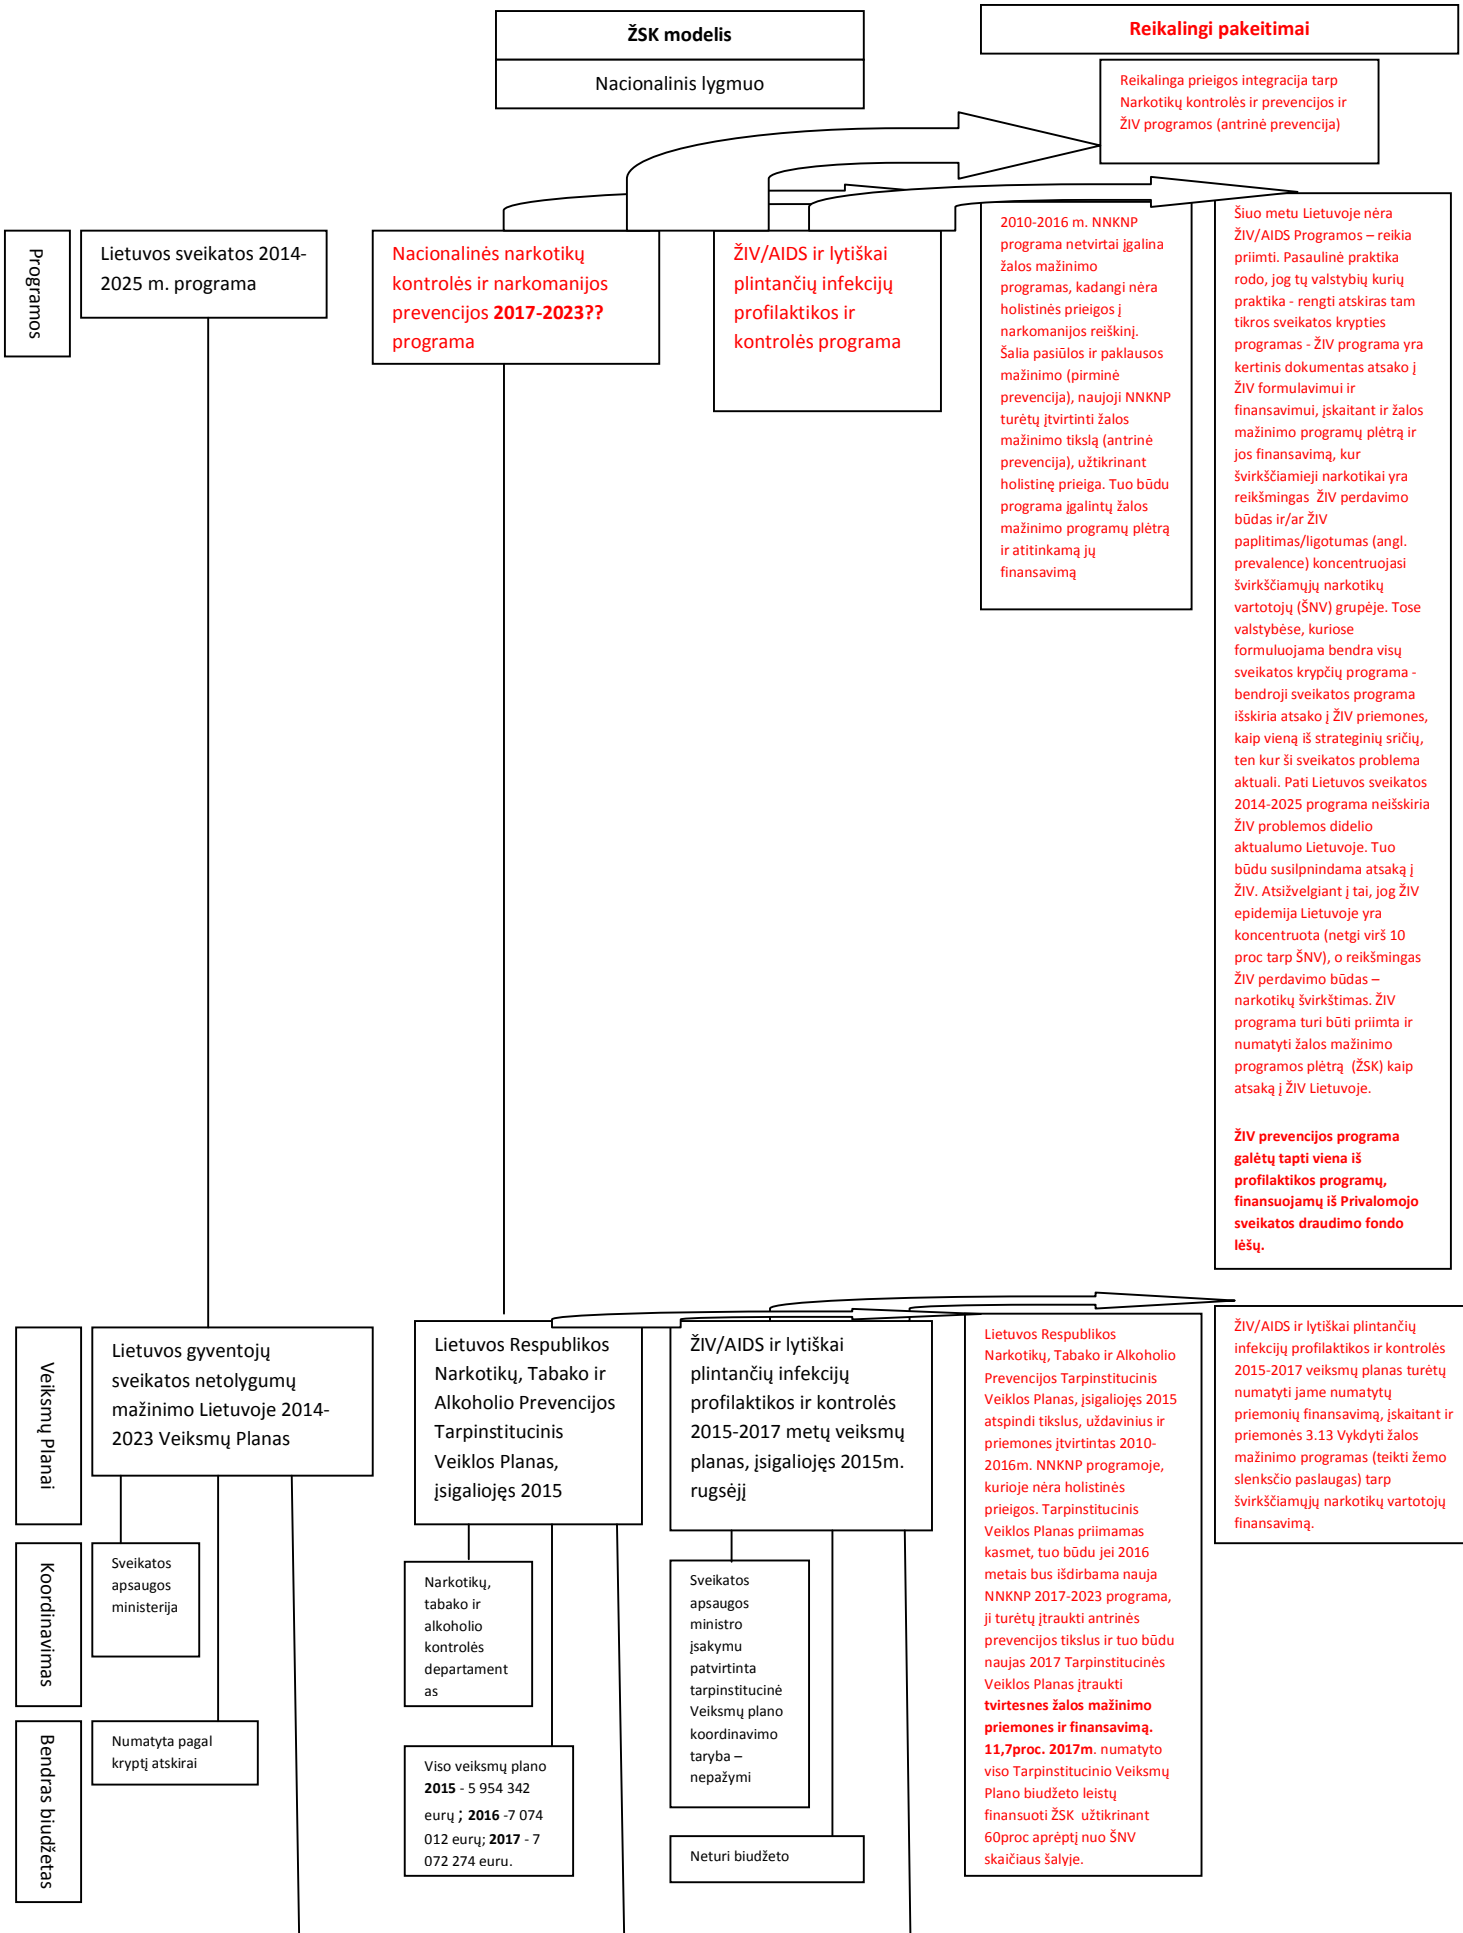 ŽSK modelis
Nacionalinis lygmuo
Reikalingi pakeitimai
Reikalinga prieigos integracija tarp
Narkotikų kontrolės ir prevencijos ir
ŽIV programos (antrinė prevencija)
Programos
Lietuvos sveikatos 2014-
2025 m. programa
Nacionalinės narkotikų
kontrolės ir narkomanijos
prevencijos 2017-2023??
programa
ŽIV/AIDS ir lytiškai
plintančių infekcijų
profilaktikos ir
kontrolės programa
2010-2016 m. NNKNP
programa netvirtai įgalina
žalos mažinimo
programas, kadangi nėra
holistinės prieigos į
narkomanijos reiškinį.
Šalia pasiūlos ir paklausos
mažinimo (pirminė
prevencija), naujoji NNKNP
turėtų įtvirtinti žalos
mažinimo tikslą (antrinė
prevencija), užtikrinant
holistinę prieiga. Tuo būdu
programa įgalintų žalos
mažinimo programų plėtrą
ir atitinkamą jų
finansavimą
Šiuo metu Lietuvoje nėra
ŽIV/AIDS Programos – reikia
priimti. Pasaulinė praktika
rodo, jog tų valstybių kurių
praktika - rengti atskiras tam
tikros sveikatos krypties
programas - ŽIV programa yra
kertinis dokumentas atsako į
ŽIV formulavimui ir
finansavimui, įskaitant ir žalos
mažinimo programų plėtrą ir
jos finansavimą, kur
švirkščiamieji narkotikai yra
reikšmingas ŽIV perdavimo
būdas ir/ar ŽIV
paplitimas/ligotumas (angl.
prevalence) koncentruojasi
švirkščiamųjų narkotikų
vartotojų (ŠNV) grupėje. Tose
valstybėse, kuriose
formuluojama bendra visų
sveikatos krypčių programa -
bendroji sveikatos programa
išskiria atsako į ŽIV priemones,
kaip vieną iš strateginių sričių,
ten kur ši sveikatos problema
aktuali. Pati Lietuvos sveikatos
2014-2025 programa neišskiria
ŽIV problemos didelio
aktualumo Lietuvoje. Tuo
būdu susilpnindama atsaką į
ŽIV. Atsižvelgiant į tai, jog ŽIV
epidemija Lietuvoje yra
koncentruota (netgi virš 10
proc tarp ŠNV), o reikšmingas
ŽIV perdavimo būdas –
narkotikų švirkštimas. ŽIV
programa turi būti priimta ir
numatyti žalos mažinimo
programos plėtrą (ŽSK) kaip
atsaką į ŽIV Lietuvoje.
ŽIV prevencijos programa
galėtų tapti viena iš
profilaktikos programų,
finansuojamų iš Privalomojo
sveikatos draudimo fondo
lėšų.
Veiksmų Planai
Lietuvos gyventojų
sveikatos netolygumų
mažinimo Lietuvoje 2014-
2023 Veiksmų Planas
Lietuvos Respublikos
Narkotikų, Tabako ir
Alkoholio Prevencijos
Tarpinstitucinis
Veiklos Planas,
įsigaliojęs 2015
ŽIV/AIDS ir lytiškai
plintančių infekcijų
profilaktikos ir kontrolės
2015-2017 metų veiksmų
planas, įsigaliojęs 2015m.
rugsėjį
Lietuvos Respublikos
Narkotikų, Tabako ir Alkoholio
Prevencijos Tarpinstitucinis
Veiklos Planas, įsigaliojęs 2015
atspindi tikslus, uždavinius ir
priemones įtvirtintas 2010-
2016m. NNKNP programoje,
kurioje nėra holistinės
prieigos. Tarpinstitucinis
Veiklos Planas priimamas
kasmet, tuo būdu jei 2016
metais bus išdirbama nauja
NNKNP 2017-2023 programa,
ji turėtų įtraukti antrinės
prevencijos tikslus ir tuo būdu
naujas 2017 Tarpinstitucinės
Veiklos Planas įtraukti
tvirtesnes žalos mažinimo
priemones ir finansavimą.
11,7proc. 2017m. numatyto
viso Tarpinstitucinio Veiksmų
Plano biudžeto leistų
finansuoti ŽSK užtikrinant
60proc aprėptį nuo ŠNV
skaičiaus šalyje.
ŽIV/AIDS ir lytiškai plintančių
infekcijų profilaktikos ir kontrolės
2015-2017 veiksmų planas turėtų
numatyti jame numatytų
priemonių finansavimą, įskaitant ir
priemonės 3.13 Vykdyti žalos
mažinimo programas (teikti žemo
slenksčio paslaugas) tarp
švirkščiamųjų narkotikų vartotojų
finansavimą.
Koordinavimas
Sveikatos
apsaugos
ministerija
Narkotikų,
tabako ir
alkoholio
kontrolės
departament
as
Sveikatos
apsaugos
ministro
įsakymu
patvirtinta
tarpinstitucinė
Veiksmų plano
koordinavimo
taryba –
nepažymi
Bendras biudžetas
Numatyta pagal
kryptį atskirai
Viso veiksmų plano
2015 - 5 954 342
eurų ; 2016 -7 074
012 eurų; 2017 - 7
072 274 euru.
Neturi biudžeto